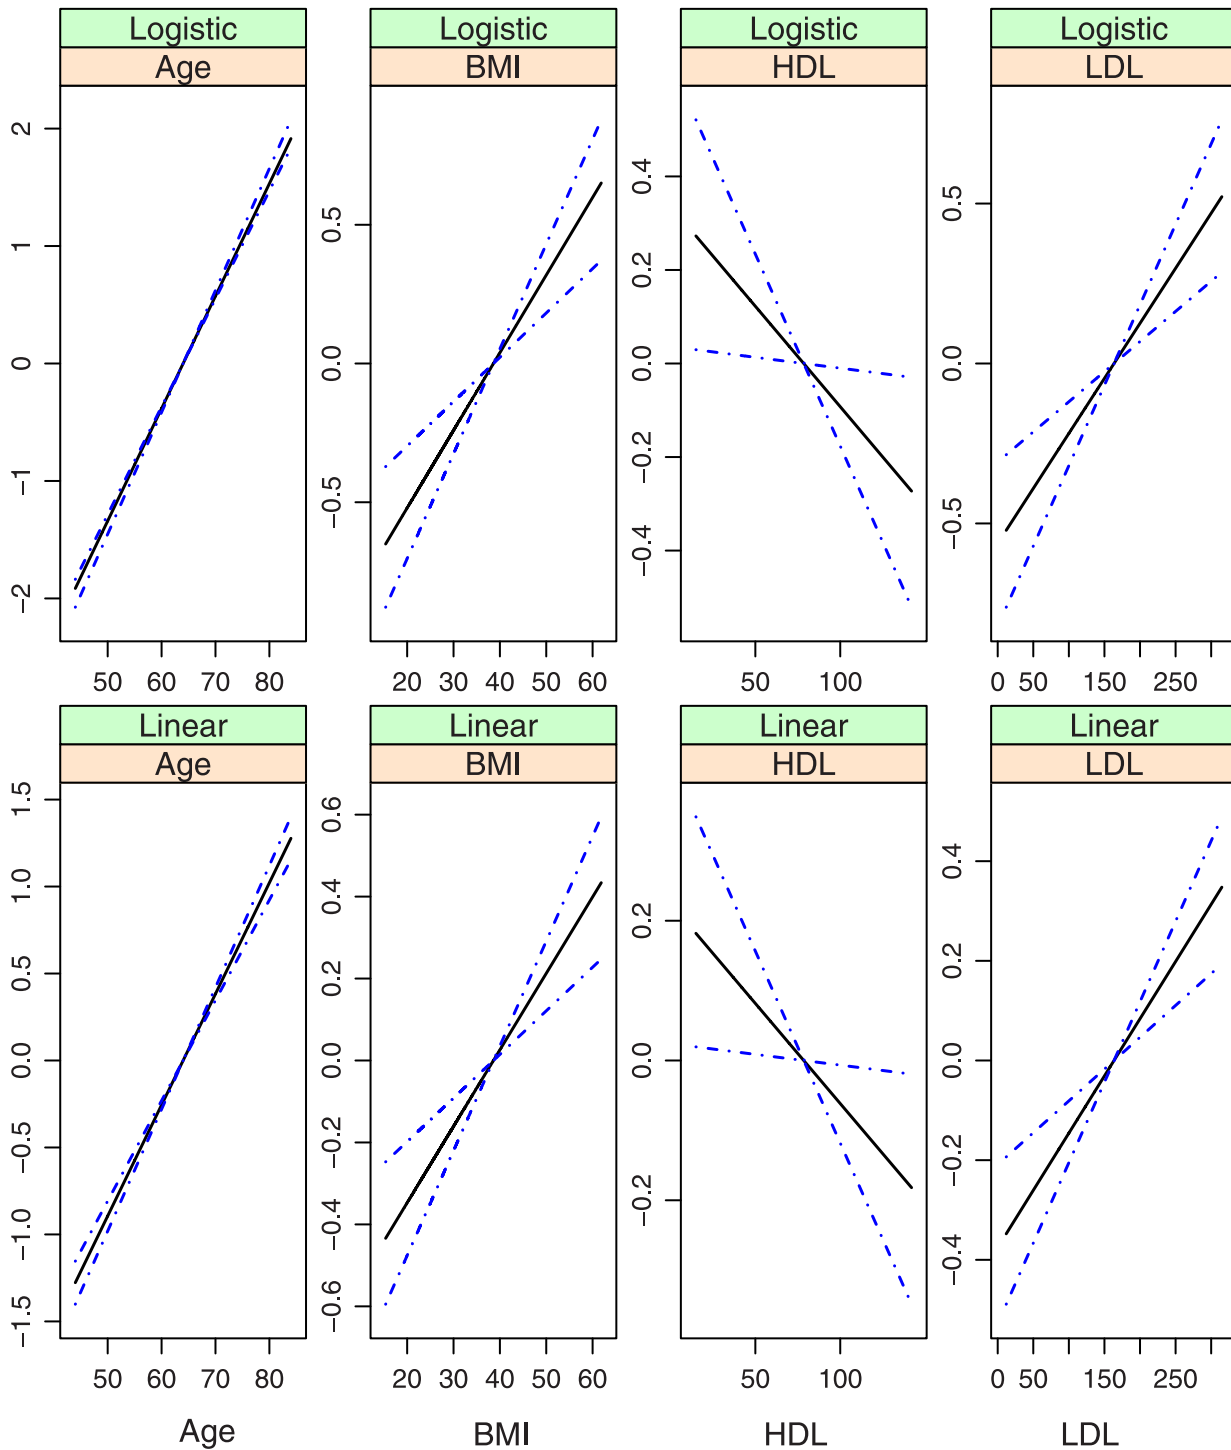 Logistic Logistic Logistic Logistic
Age BMI HDL LDL
2 1 0 −1 −2
0.5 0.0 −0.5
0.4 0.2 0.0 −0.2 −0.4
0.5 0.0 −0.5
50 60 70 80
20 30 40 50 60
50 100
0 50 150 250
Linear Linear Linear Linear
Age BMI HDL LDL
1.5 1.0 0.5 0.0 −0.5 −1.0 −1.5
0.6 0.4 0.2 0.0 −0.2 −0.4 −0.6
0.2 0.0 −0.2
0.4 0.2 0.0 −0.2 −0.4
50 60 70 80
20 30 40 50 60
50 100
0 50 150 250
Age BMI HDL LDL